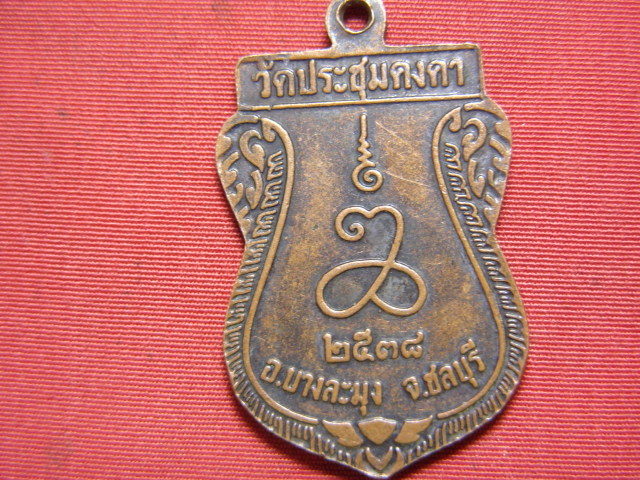 วัดประชุมคงคา
๒๕๓๘
อ.บางละมุง จ.ชลบุรี